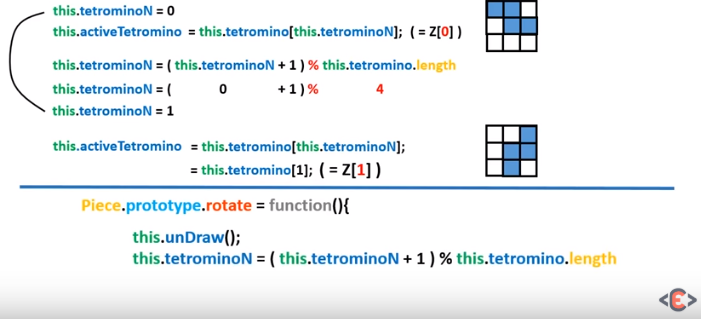 this.tetrominoN = 0
this.activeTetromino = this.tetromino[this.tetrominoN]; ( = Z[0] )
this.tetrominoN = ( this.tetrominoN + 1 ) % this.tetromino.length
this.tetrominoN = ( 0 + 1 ) % 4
this.tetrominoN = 1
this.activeTetromino = this.tetromino[this.tetrominoN];
= this.tetromino[1]; ( = Z[1] )
Piece.prototype.rotate = function(){
this.unDraw();
this.tetrominoN = ( this.tetrominoN + 1 ) % this.tetromino.length
<E>